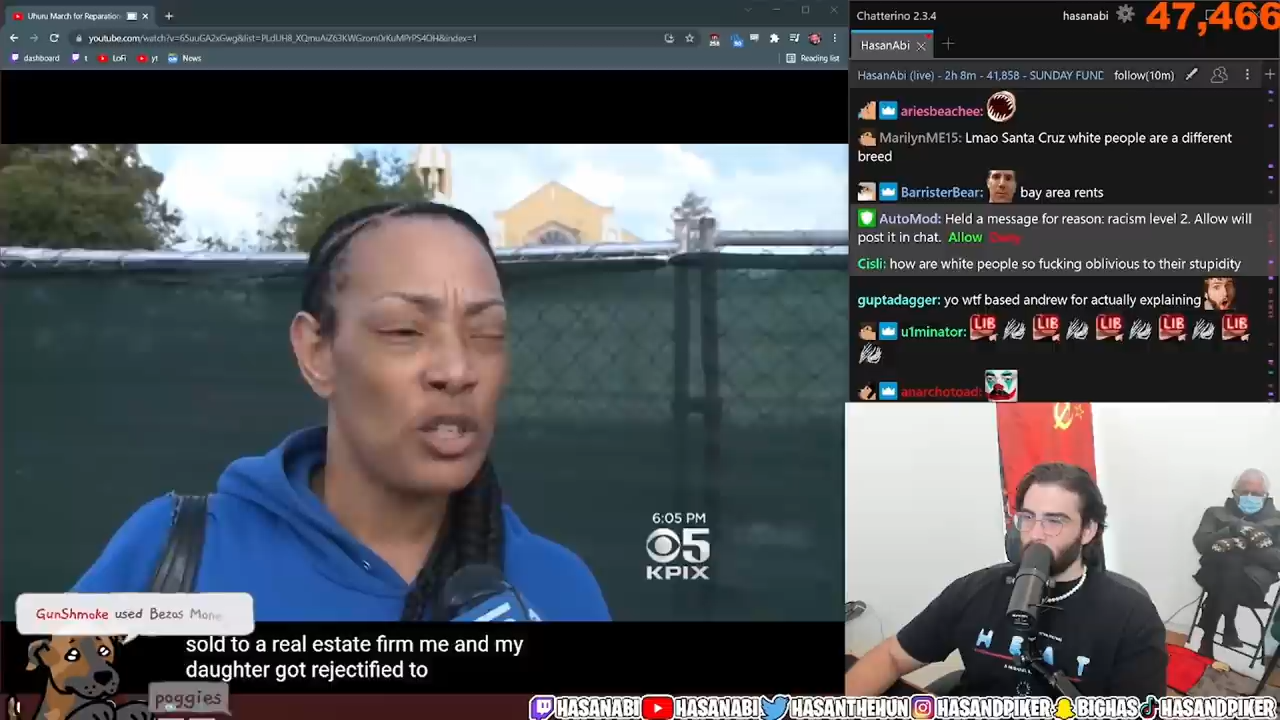 Uhuru March for Reparation
youtube.com/watch?v=65uuGA2xGwg&list=PLdUH8_XQmuAiZ63KWGzom0rKuMPrPS4OH&index=1
dashboard
t
LoFi
yt
News
Reading list
6:05 PM
5
KPIX
GunShmoke used Bezos Mone
sold to a real estate firm me and my
daughter got rejectified to
poggies
Chatterino 2.3.4
hasanabi
47,466
HasanAbi
HasanAbi (live) - 2h 8m - 41,858 - SUNDAY FUND
follow(10m)
ariesbeachee:
MarilynME15: Lmao Santa Cruz white people are a different
breed
BarristerBear: bay area rents
AutoMod: Held a message for reason: racism level 2. Allow will
post it in chat. Allow Deny
Cisli: how are white people so fucking oblivious to their stupidity
guptadagger: yo wtf based andrew for actually explaining
u1minator: LIB LIB LIB LIB LIB
anarchotoad:
HEAT
HASANABI HASANABI HASANTHEHUN HASANDPIKER BIGHAS HASANDPIKER